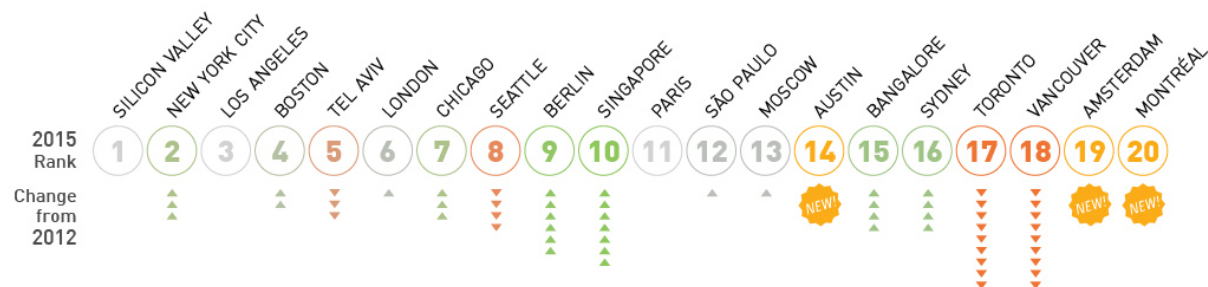 SILICON VALLEY
NEW YORK CITY
LOS ANGELES
BOSTON
TEL AVIV
LONDON
CHICAGO
SEATTLE
BERLIN
SINGAPORE
PARIS
SÃO PAULO
MOSCOW
AUSTIN
BANGALORE
SYDNEY
TORONTO
VANCOUVER
AMSTERDAM
MONTRÉAL
2015
Rank
1 2 3 4 5 6 7 8 9 10 11 12 13 14 15 16 17 18 19 20
Change
from
2012
NEW! NEW! NEW!